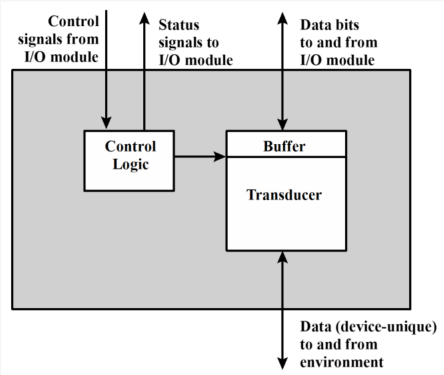 Control
signals from
I/O module
Status
signals to
I/O module
Data bits
to and from
I/O module
Control
Logic
Buffer
Transducer
Data (device-unique)
to and from
environment